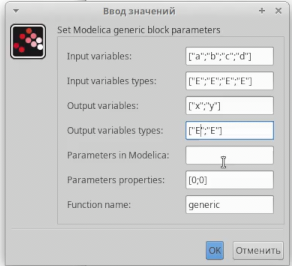 Ввод значений
Set Modelica generic block parameters
Input variables: ["a";"b";"c";"d"]
Input variables types: ["E";"E";"E";"E"]
Output variables: ["x";"y"]
Output variables types: ["E";"E"]
Parameters in Modelica:
Parameters properties: [0;0]
Function name: generic
OK Отменить